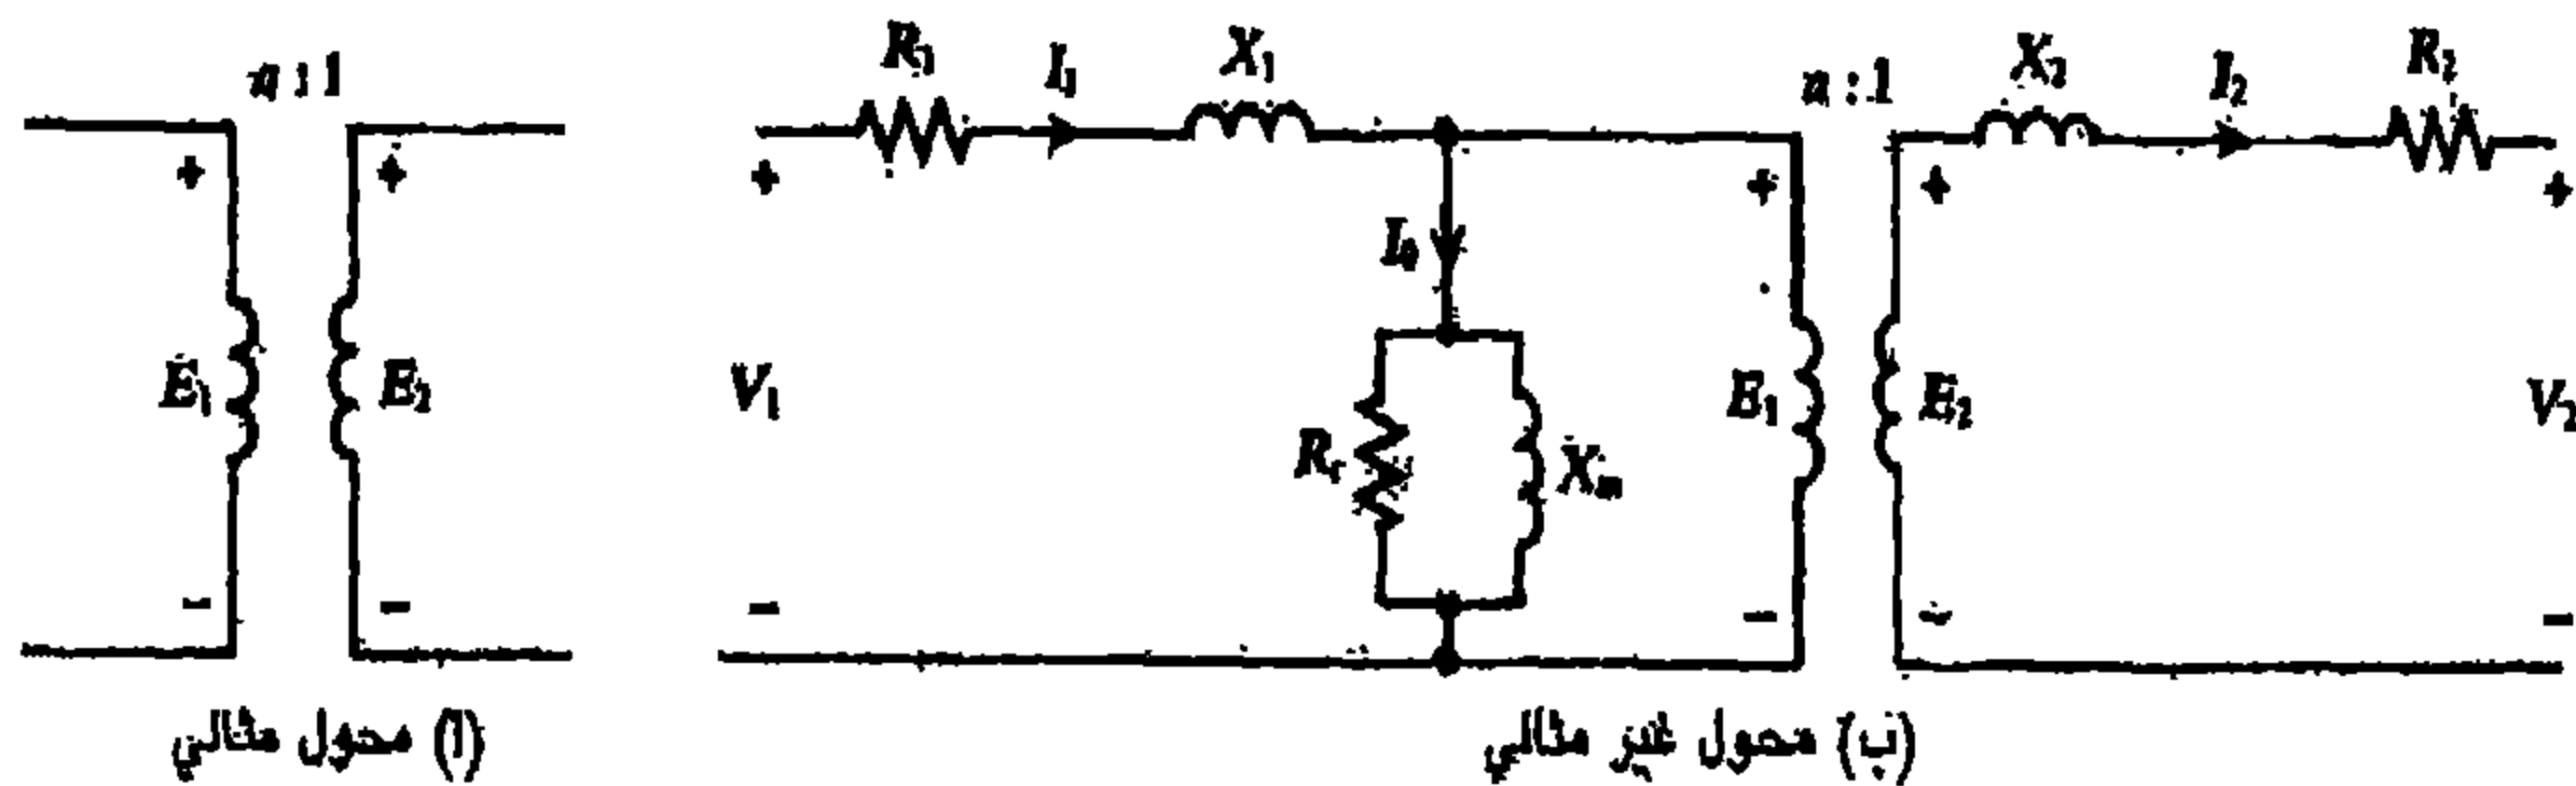 n : 1
+ +
E₁ E₂
- -
(أ) محول مثالي
R₁ I₁ X₁ n : 1 X₂ I₂ R₂
+ + + +
I₀
V₁ Xₘ E₁ E₂ V₂
- - - -
(ب) محول غير مثالي